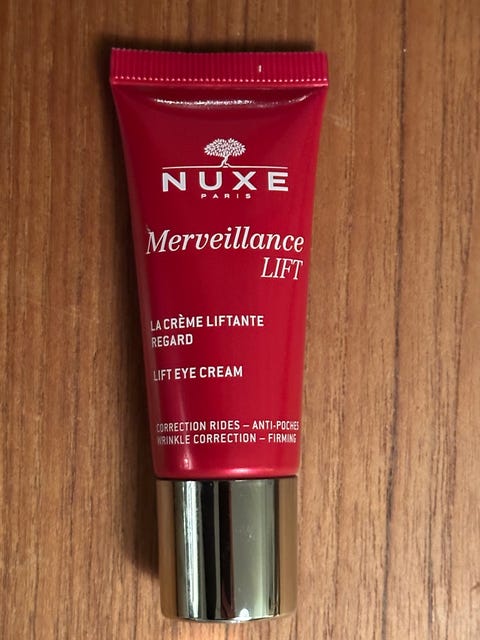 NUXE
PARIS
Merveillance
LIFT
LA CRÈME LIFTANTE
REGARD
LIFT EYE CREAM
CORRECTION RIDES – ANTI-POCHES
WRINKLE CORRECTION – FIRMING